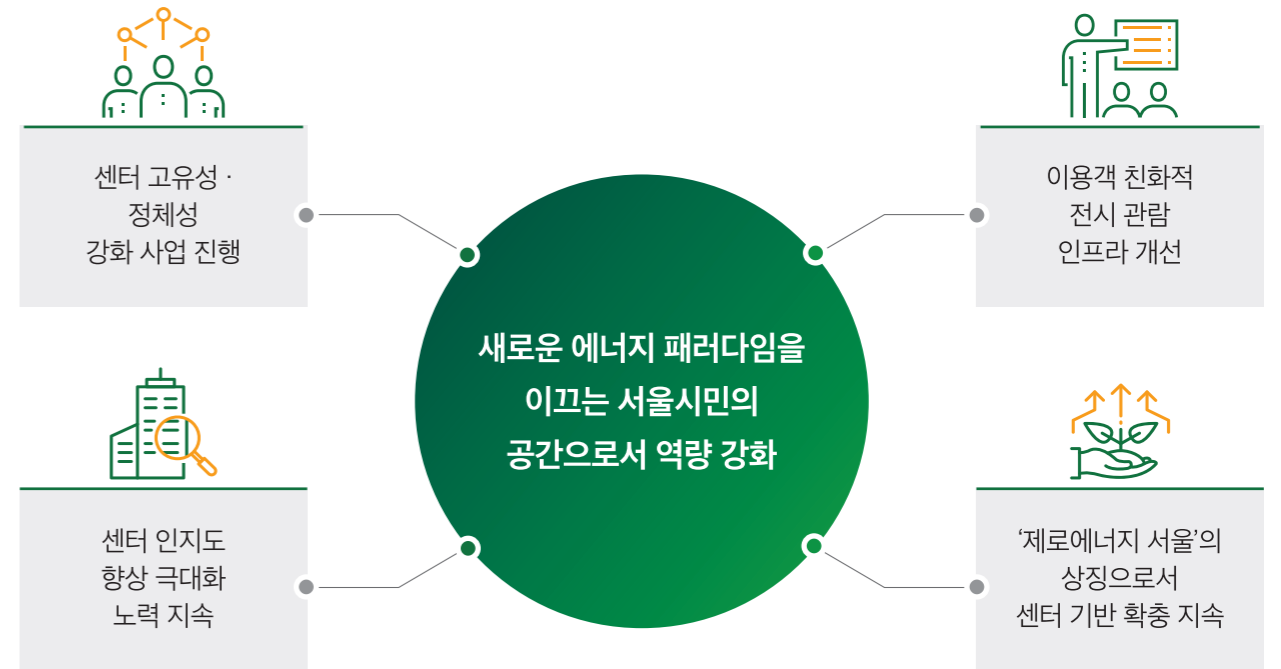 센터 고유성 ·
정체성
강화 사업 진행
이용객 친화적
전시 관람
인프라 개선
새로운 에너지 패러다임을
이끄는 서울시민의
공간으로서 역량 강화
센터 인지도
향상 극대화
노력 지속
‘제로에너지 서울’의
상징으로서
센터 기반 확충 지속